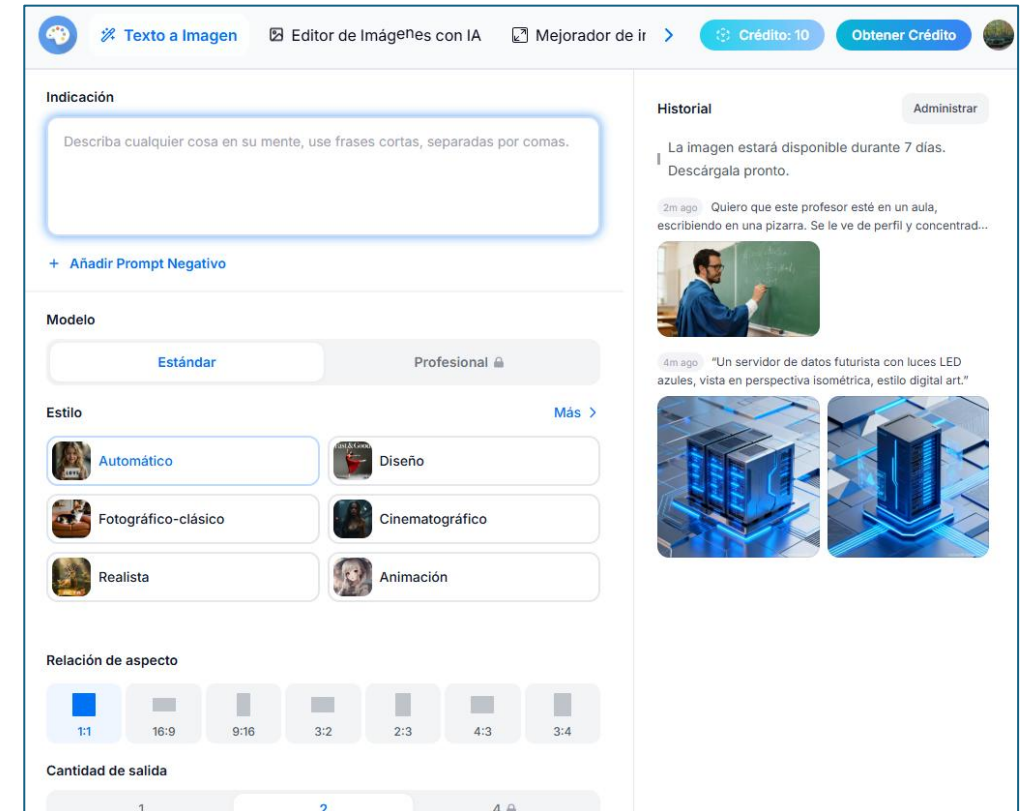 Texto a Imagen
Editor de Imágenes con IA
Mejorador de ir
Crédito: 10
Obtener Crédito
Indicación
Describa cualquier cosa en su mente, use frases cortas, separadas por comas.
+ Añadir Prompt Negativo
Modelo
Estándar
Profesional
Estilo
Más >
Automático
Diseño
Fotográfico-clásico
Cinematográfico
Realista
Animación
Relación de aspecto
1:1
16:9
9:16
3:2
2:3
4:3
3:4
Cantidad de salida
1
2
4
Historial
Administrar
La imagen estará disponible durante 7 días.
Descárgala pronto.
2m ago Quiero que este profesor esté en un aula,
escribiendo en una pizarra. Se le ve de perfil y concentrad...
4m ago “Un servidor de datos futurista con luces LED
azules, vista en perspectiva isométrica, estilo digital art.”